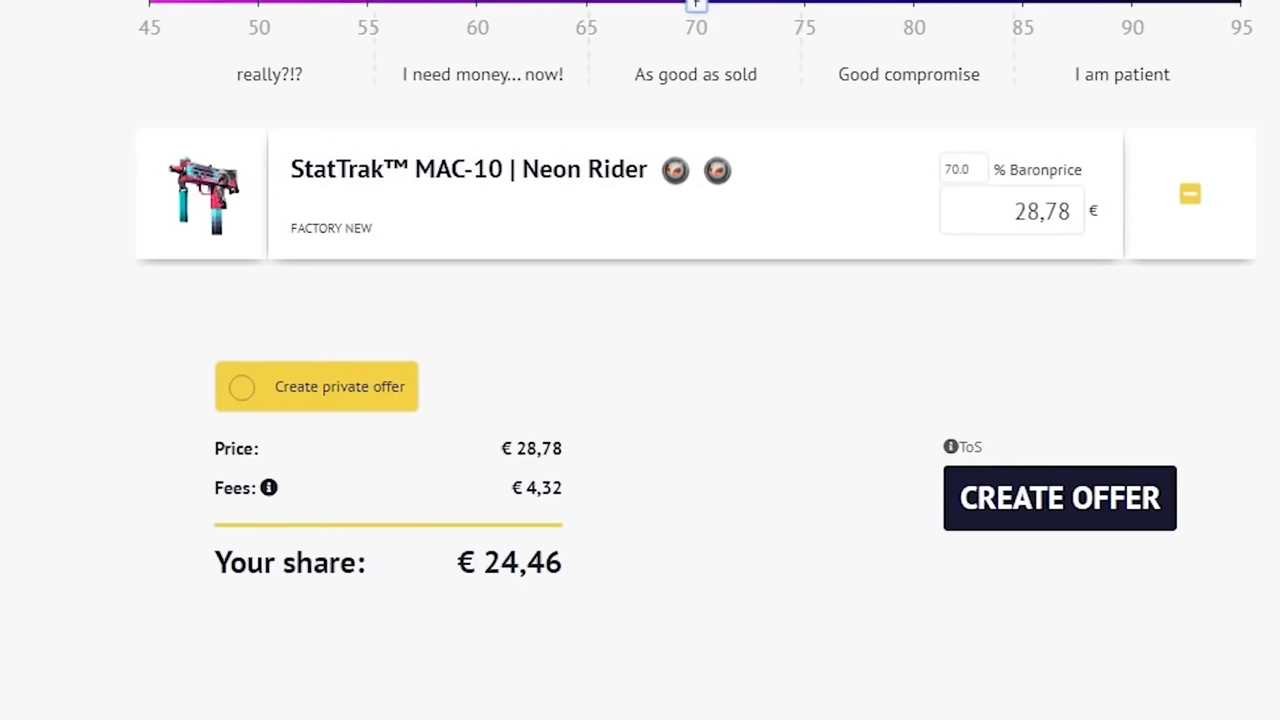 45 50 55 60 65 70 75 80 85 90 95
really?!? I need money... now! As good as sold Good compromise I am patient
StatTrak™ MAC-10 | Neon Rider
70.0 % Baronprice
28,78 €
FACTORY NEW
Create private offer
Price: € 28,78
ToS
Fees: € 4,32
CREATE OFFER
Your share: € 24,46